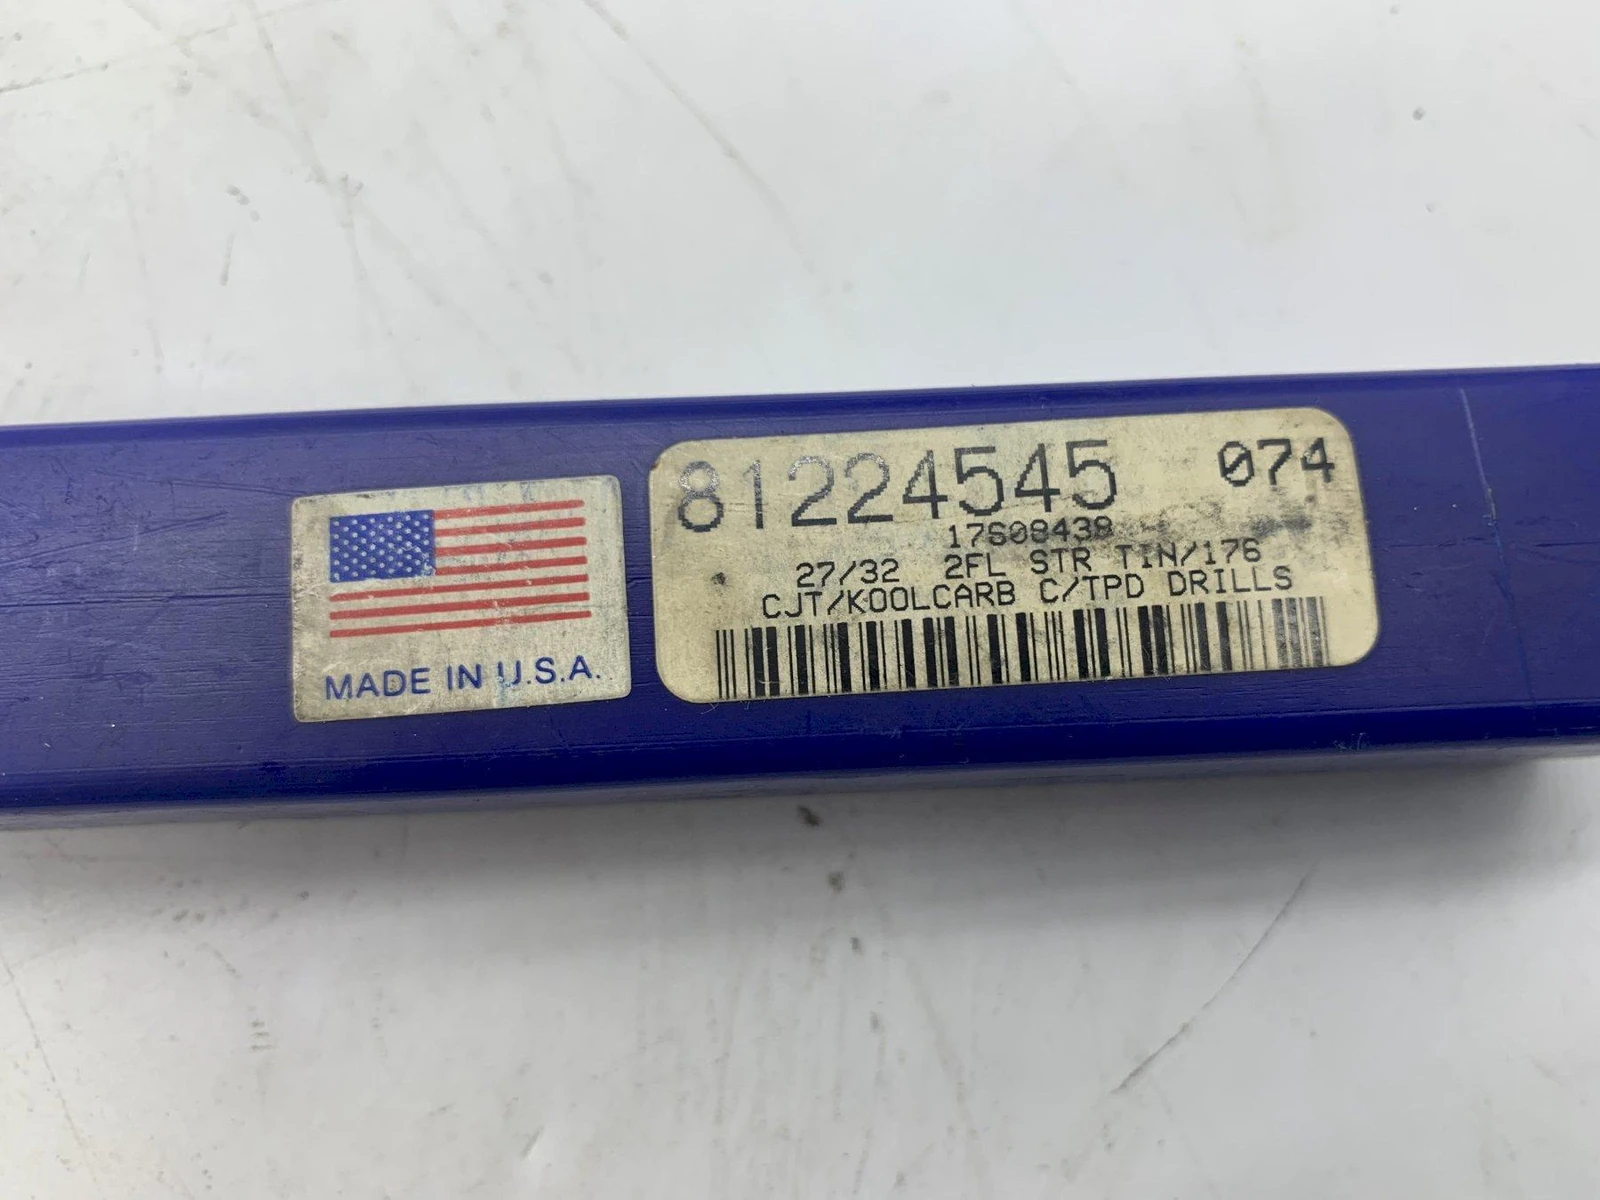 MADE IN U.S.A.
81224545 074
17608438
27/32 2FL STR TIN/176
CJT/KOOLCARB C/TPD DRILLS